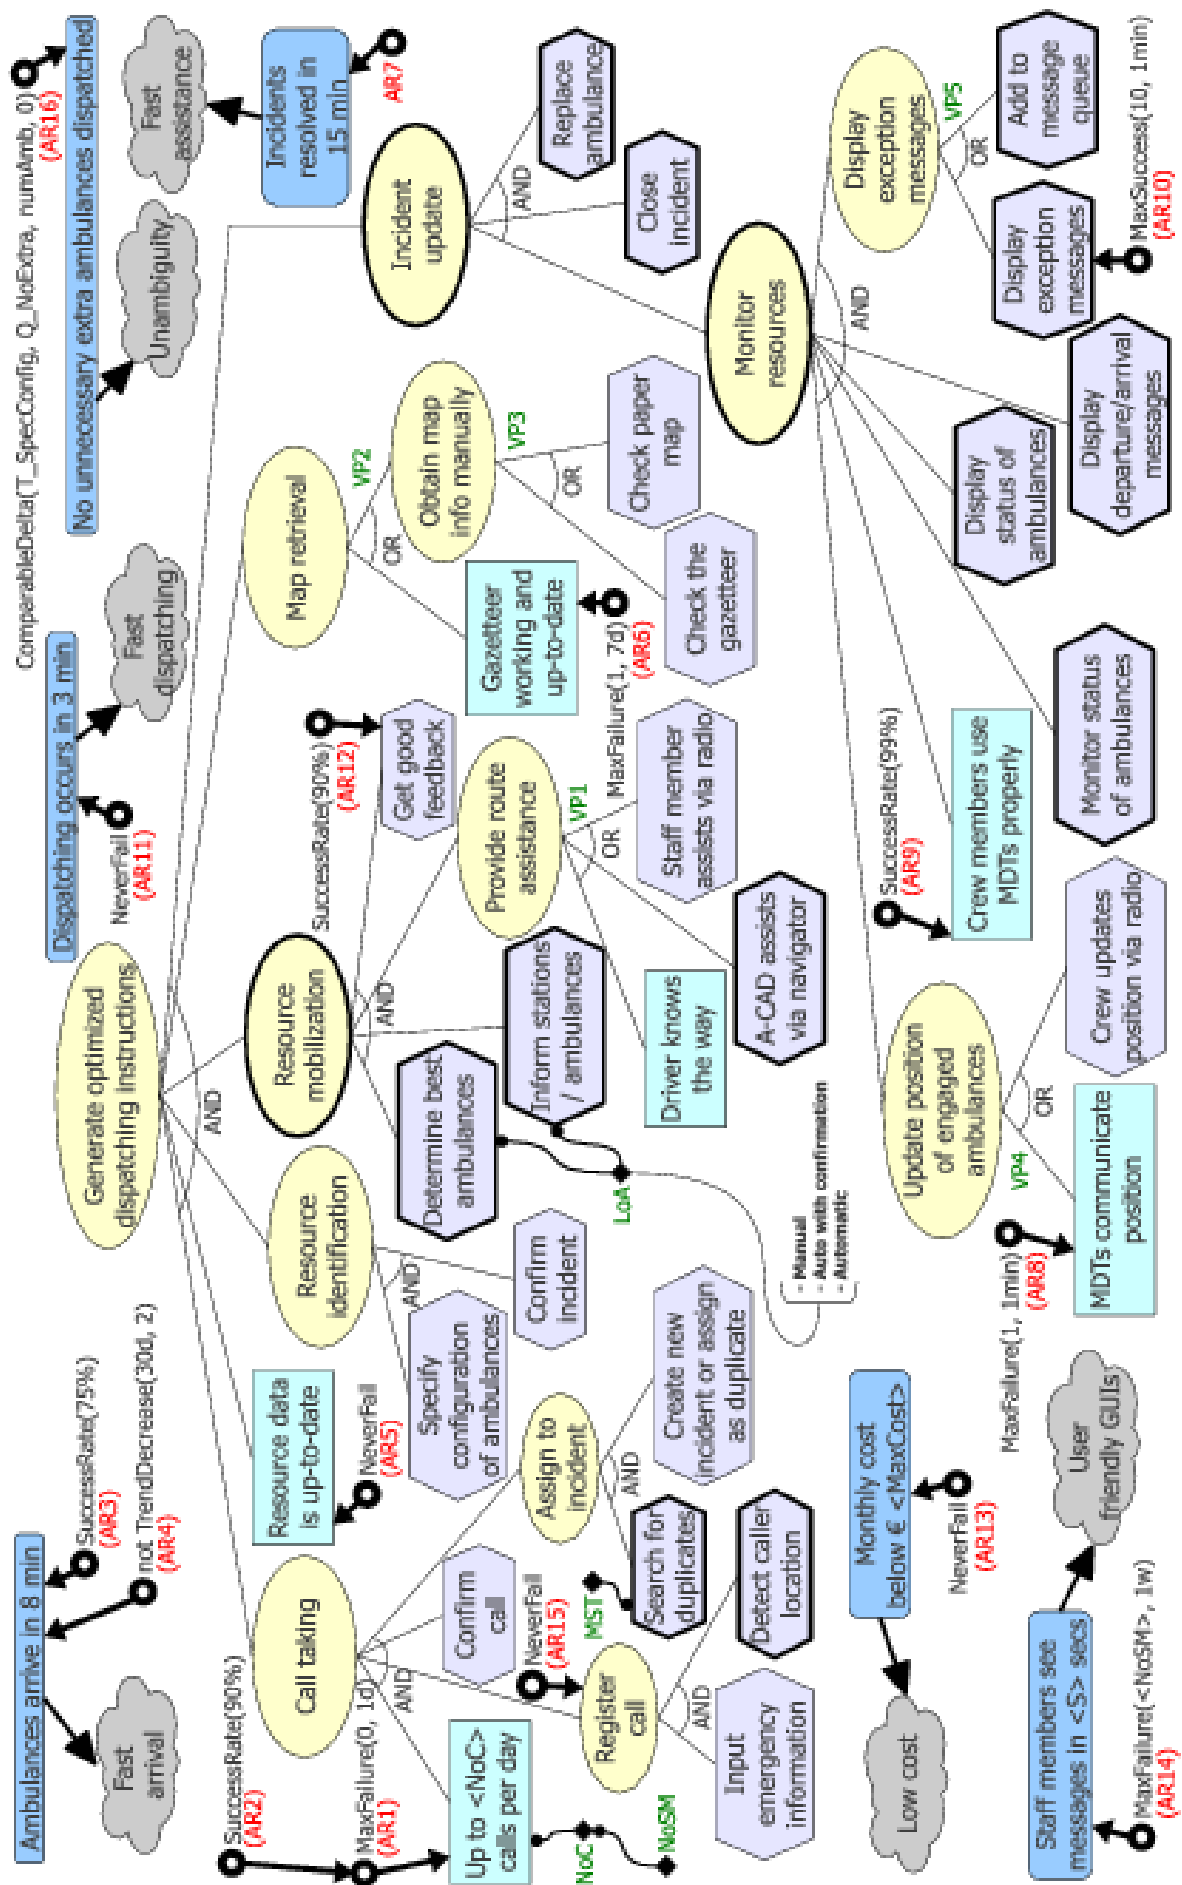 Ambulances arrive in 8 min
SuccessRate(75%)
(AR3)
not TrendDecrease(30d, 2)
(AR4)
Fast
arrival
Dispatching occurs in 3 min
NeverFail
(AR11)
Fast
dispatching
ComparableDelta(T_SpecConfig, Q_NoExtra, numAmb, 0)
(AR16)
No unnecessary extra ambulances dispatched
Unambiguity
Fast
assistance
Incidents
resolved in
15 min
AR7
Generate optimized
dispatching instructions
AND
SuccessRate(90%)
(AR2)
MaxFailure(0, 1d)
(AR1)
Up to <NoC>
calls per day
NoC
NoSM
Call taking
AND
Resource data
is up-to-date
NeverFail
(AR5)
Resource
identification
AND
Specify
configuration
of ambulances
Confirm
incident
Resource
mobilization
AND
SuccessRate(90%)
(AR12)
Get good
feedback
Determine best
ambulances
Inform stations
/ ambulances
LoA
- Manual
- Auto with confirmation
- Automatic
Provide route
assistance
VP1
OR
Driver knows
the way
A-CAD assists
via navigator
Staff member
assists via radio
Map retrieval
VP2
OR
Gazetteer
working and
up-to-date
MaxFailure(1, 7d)
(AR6)
Obtain map
info manually
VP3
OR
Check the
gazetteer
Check paper
map
Incident
update
AND
Replace
ambulance
Close
incident
Confirm
call
Register
call
NeverFail
(AR15)
AND
Input
emergency
information
Detect caller
location
Assign to
incident
AND
MST
Search for
duplicates
Create new
incident or assign
as duplicate
Monitor
resources
AND
Update position
of engaged
ambulances
VP4
OR
MaxFailure(1, 1min)
(AR8)
MDTs communicate
position
Crew updates
position via radio
SuccessRate(99%)
(AR9)
Crew members use
MDTs properly
Monitor status
of ambulances
Display
status of
ambulances
Display
departure/arrival
messages
Display
exception
messages
VP5
OR
Display
exception
messages
Add to
message
queue
MaxSuccess(10, 1min)
(AR10)
Low cost
Monthly cost
below € <MaxCost>
NeverFail
(AR13)
Staff members see
messages in <S> secs
MaxFailure(<NoSM>, 1w)
(AR14)
User
friendly GUIs